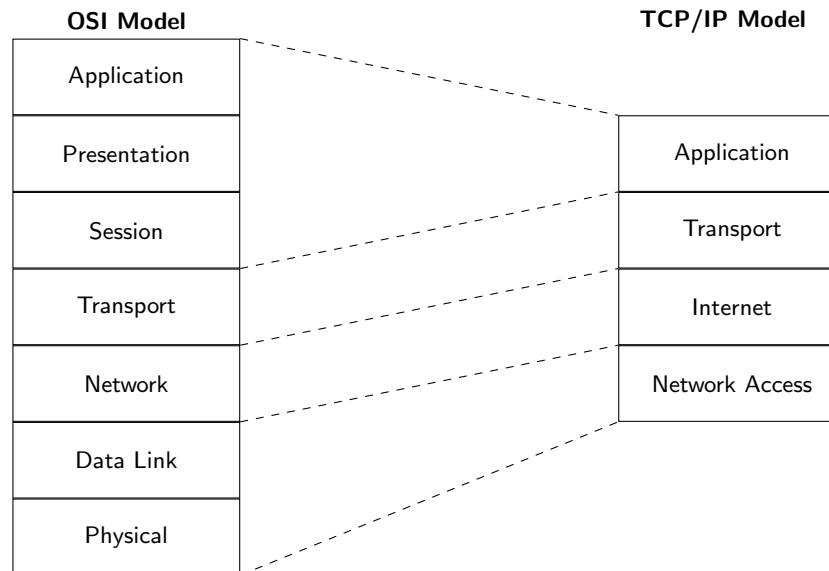 OSI Model
Application
Presentation
Session
Transport
Network
Data Link
Physical
TCP/IP Model
Application
Transport
Internet
Network Access